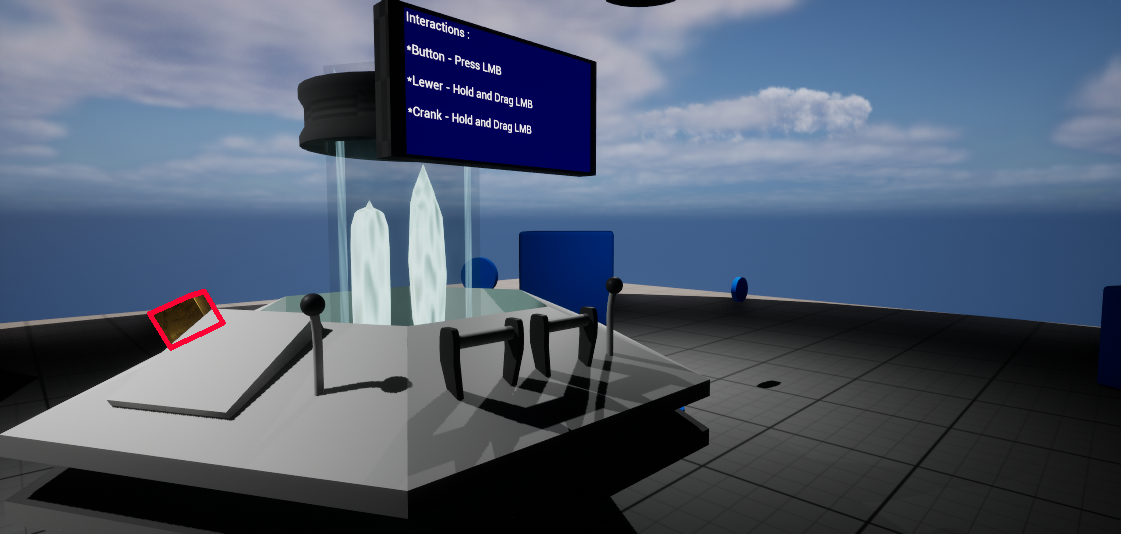 Interactions :
*Button - Press LMB
*Lewer - Hold and Drag LMB
*Crank - Hold and Drag LMB